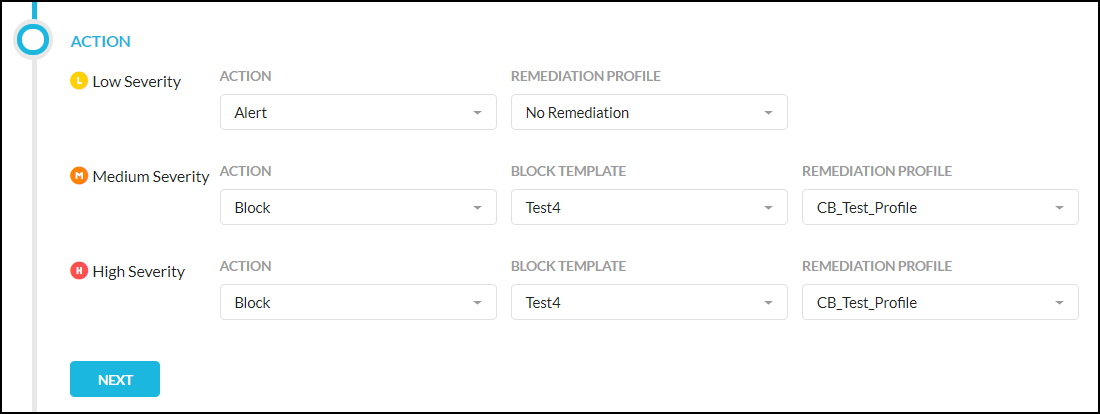 ACTION
ACTION REMEDIATION PROFILE
L Low Severity
Alert No Remediation
ACTION BLOCK TEMPLATE REMEDIATION PROFILE
M Medium Severity
Block Test4 CB_Test_Profile
ACTION BLOCK TEMPLATE REMEDIATION PROFILE
H High Severity
Block Test4 CB_Test_Profile
NEXT